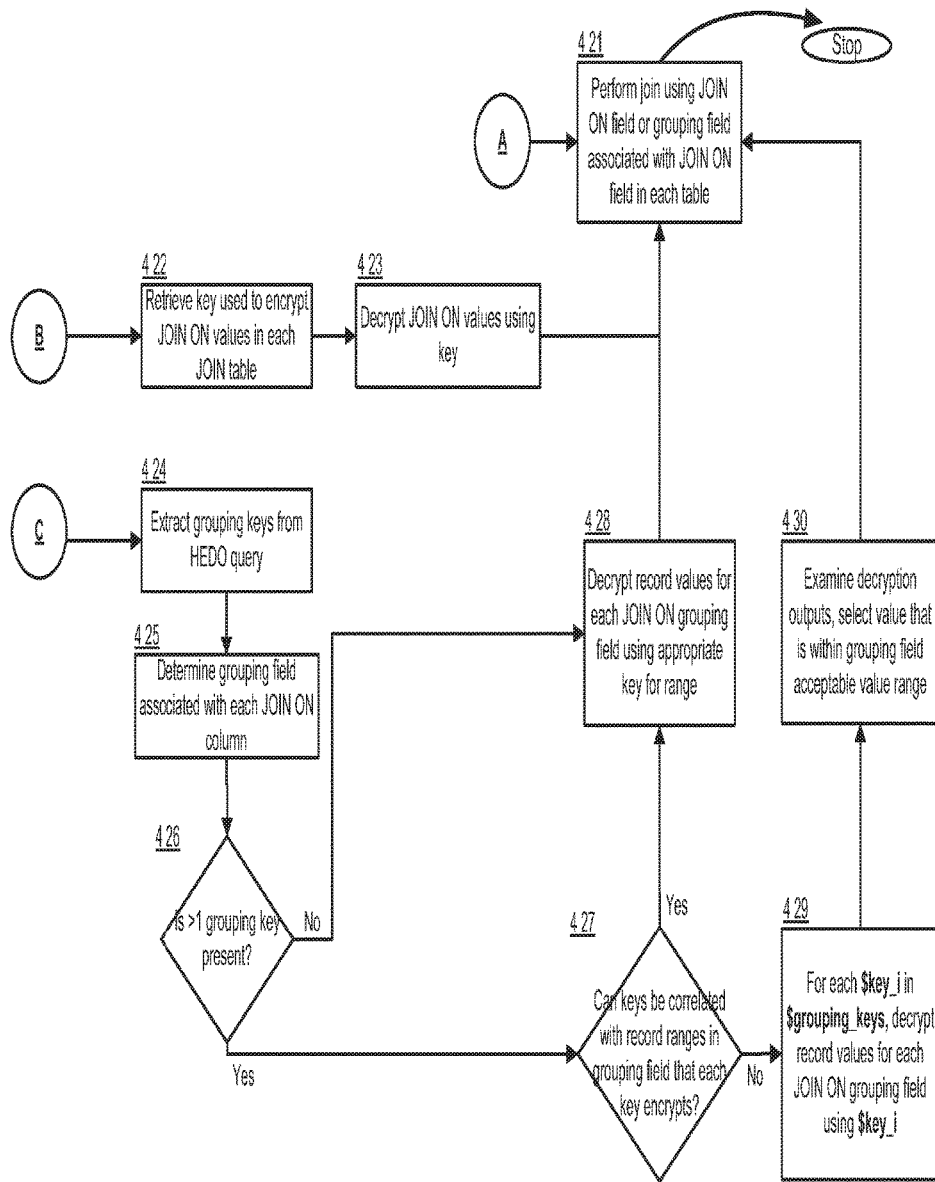 Stop
4 21
Perform join using JOIN
ON field or grouping field
associated with JOIN ON
field in each table
A
4 22
Retrieve key used to encrypt
JOIN ON values in each
JOIN table
4 23
Decrypt JOIN ON values using
key
B
4 24
Extract grouping keys from
HEDO query
C
4 25
Determine grouping field
associated with each JOIN ON
column
4 28
Decrypt record values for
each JOIN ON grouping
field using appropriate
key for range
4 30
Examine decryption
outputs, select value that
is within grouping field
acceptable value range
4 26
Is >1 grouping key
present?
No
Yes
4 27
Can keys be correlated
with record ranges in
grouping field that each
key encrypts?
Yes
No
4 29
For each $key_i in
$grouping_keys, decrypt
record values for each
JOIN ON grouping field
using $key_i